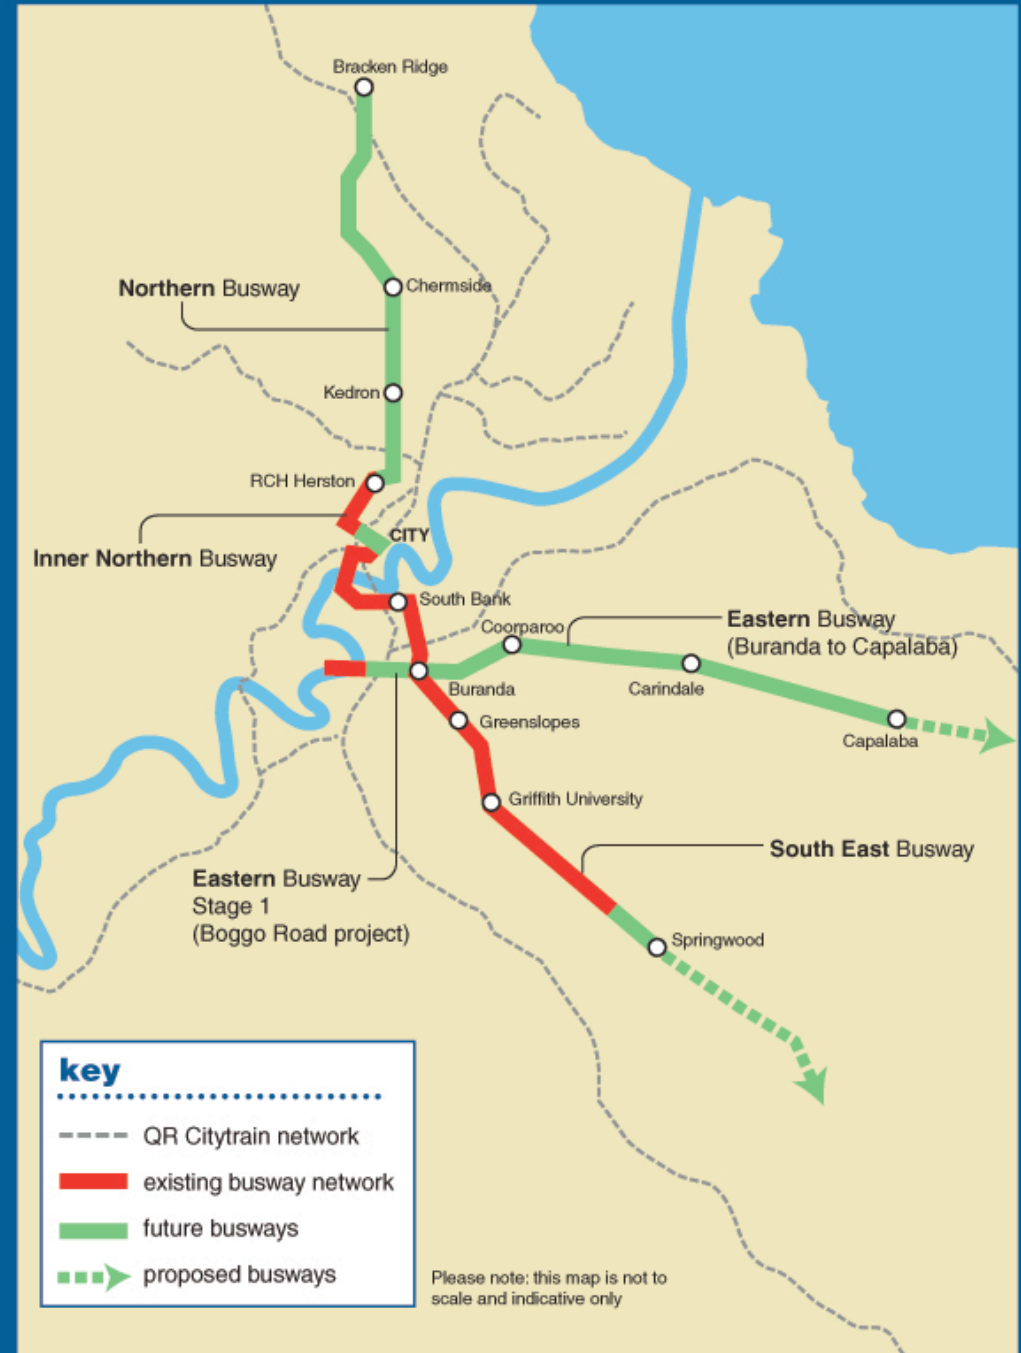 Bracken Ridge
Northern Busway
Chermside
Kedron
RCH Herston
CITY
Inner Northern Busway
South Bank
Eastern Busway
(Buranda to Capalaba)
Coorparoo
Buranda
Carindale
Greenslopes
Capalaba
Griffith University
South East Busway
Eastern Busway
Stage 1
(Boggo Road project)
Springwood
key
QR Citytrain network
existing busway network
future busways
proposed busways
Please note: this map is not to
scale and indicative only